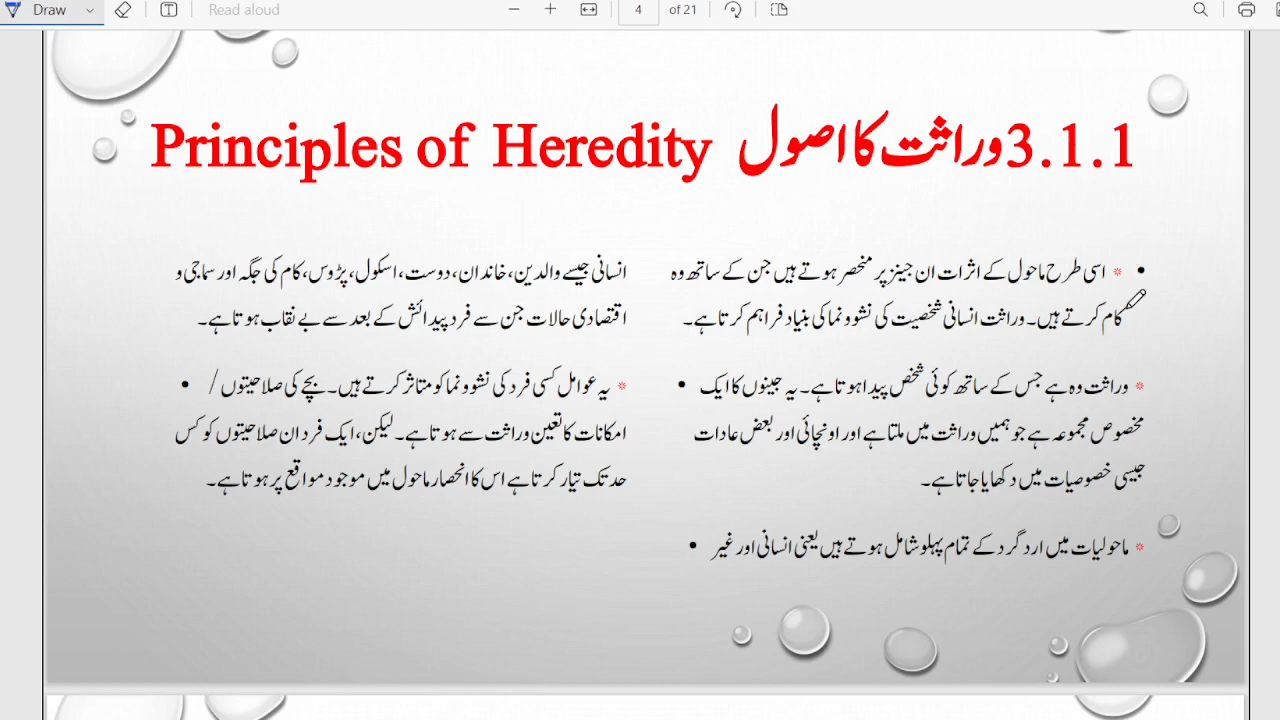 Draw
Read aloud
4
of 21
3.1.1 وراثت کا اصول Principles of Heredity
• اسی طرح ماحول کے اثرات ان جینز پر منحصر ہوتے ہیں جن کے ساتھ وہ
کام کرتے ہیں۔ وراثت انسانی شخصیت کی نشوونما کی بنیاد فراہم کرتا ہے۔
وراثت وہ ہے جس کے ساتھ کوئی شخص پیدا ہوتا ہے۔ یہ جینوں کا ایک •
مخصوص مجموعہ ہے جو ہمیں وراثت میں ملتا ہے اور اونچائی اور بعض عادات
جیسی خصوصیات میں دکھایا جاتا ہے۔
ماحولیات میں ارد گرد کے تمام پہلو شامل ہوتے ہیں یعنی انسانی اور غیر •
انسانی جیسے والدین، خاندان، دوست، اسکول، پڑوس، کام کی جگہ اور سماجی و
اقتصادی حالات جن سے فرد پیدائش کے بعد سے بے نقاب ہوتا ہے۔
یہ عوامل کسی فرد کی نشوونما کو متاثر کرتے ہیں۔ بچے کی صلاحیتوں / •
امکانات کا تعین وراثت سے ہوتا ہے۔ لیکن، ایک فرد ان صلاحیتوں کو کس
حد تک تیار کرتا ہے اس کا انحصار ماحول میں موجود مواقع پر ہوتا ہے۔